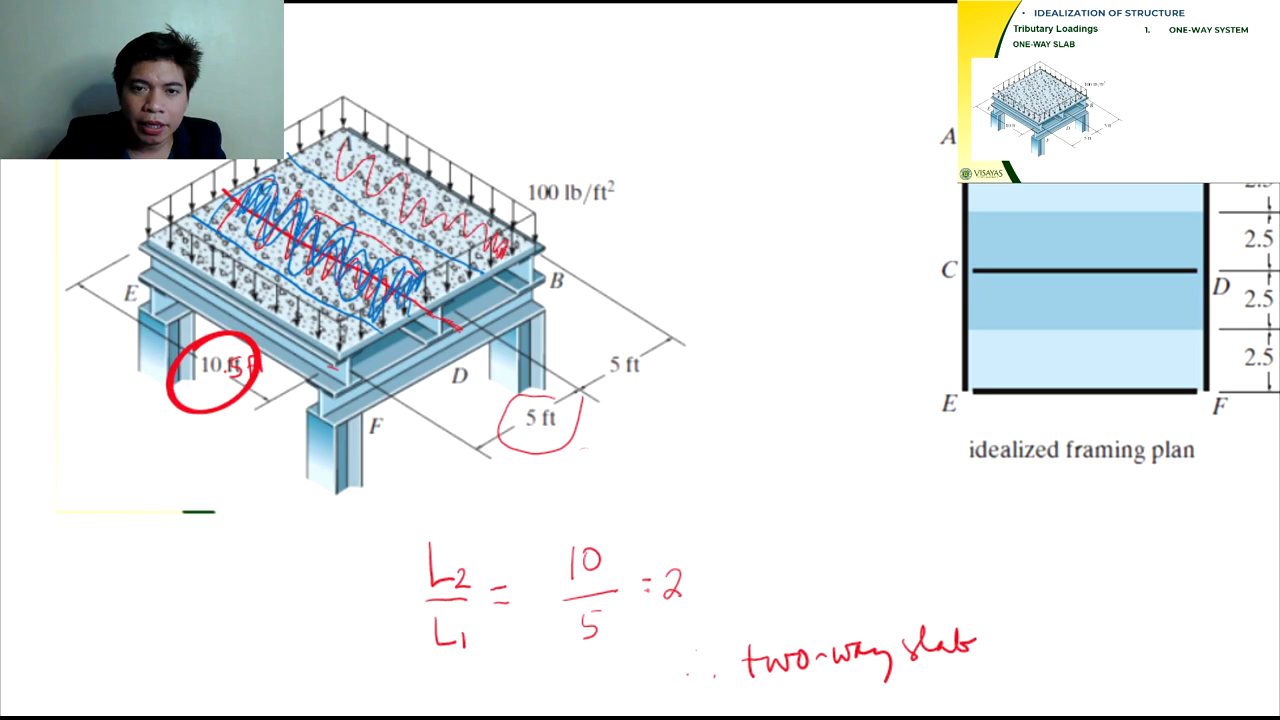 • IDEALIZATION OF STRUCTURE
Tributary Loadings
1. ONE-WAY SYSTEM
ONE-WAY SLAB
VISAYAS
100 lb/ft²
A
B
E
10 ft
.5 ft
D
F
5 ft
5 ft
A
C
D
2.5
2.5
2.5
E
F
idealized framing plan
L₂/L₁ = 10/5 = 2
∴ two-way slab